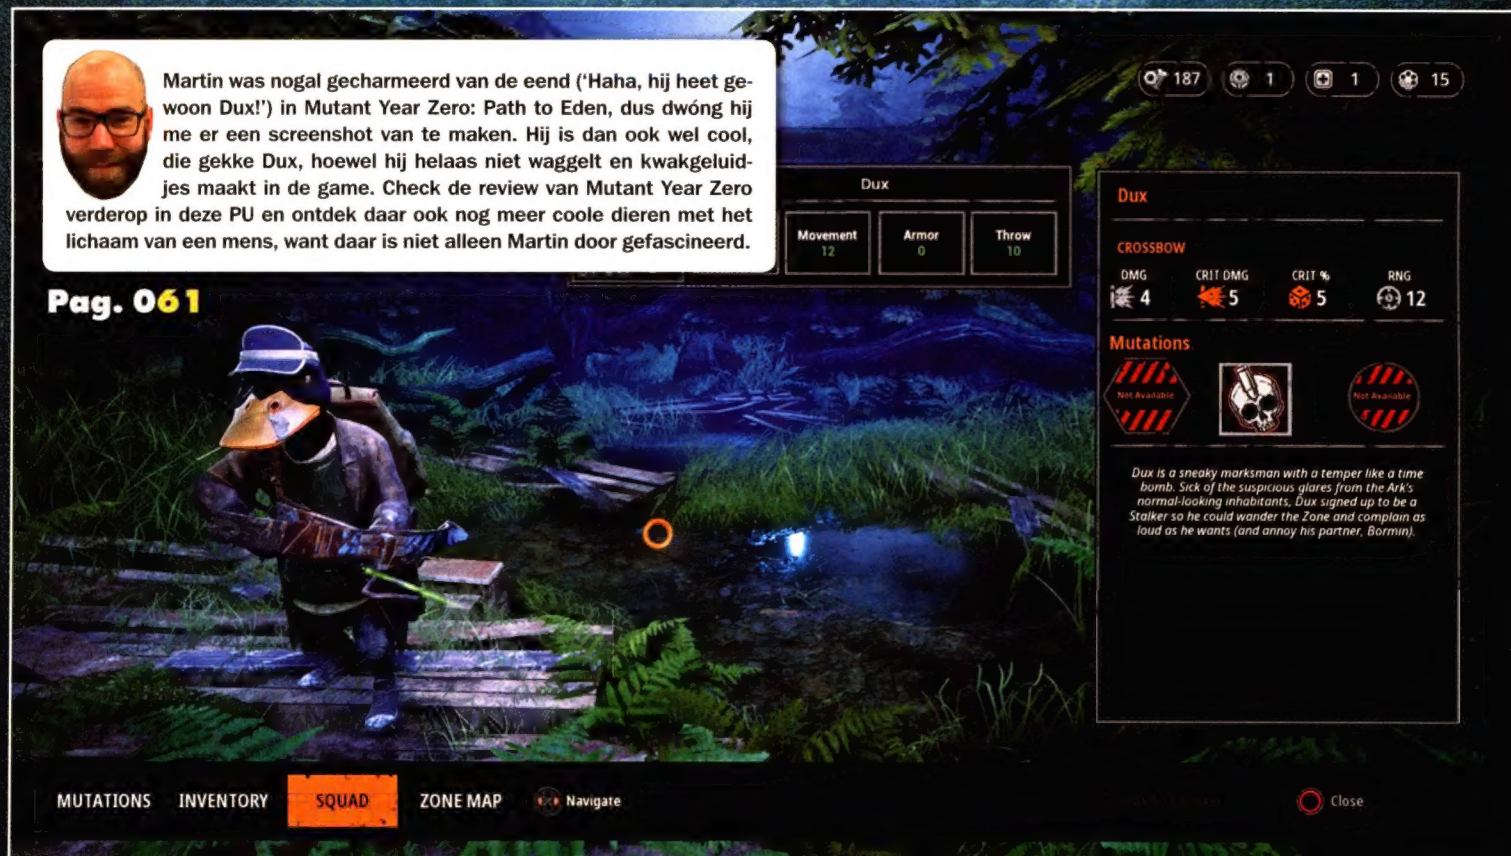 Martin was nogal gecharmeerd van de eend (‘Haha, hij heet ge-
woon Dux!’) in Mutant Year Zero: Path to Eden, dus dwóng hij
me er een screenshot van te maken. Hij is dan ook wel cool,
die gekke Dux, hoewel hij helaas niet waggelt en kwakgeluid-
jes maakt in de game. Check de review van Mutant Year Zero
verderop in deze PU en ontdek daar ook nog meer coole dieren met het
lichaam van een mens, want daar is niet alleen Martin door gefascineerd.
Pag. 061
187 1 1 15
Dux
Movement Armor Throw
12 0 10
Dux
CROSSBOW
DMG CRIT DMG CRIT % RNG
4 5 5 12
Mutations
Not Available Not Available
Dux is a sneaky marksman with a temper like a time
bomb. Sick of the suspicious glares from the Ark's
normal-looking inhabitants, Dux signed up to be a
Stalker so he could wander the Zone and complain as
loud as he wants (and annoy his partner, Bormin).
MUTATIONS INVENTORY SQUAD ZONE MAP Navigate Close